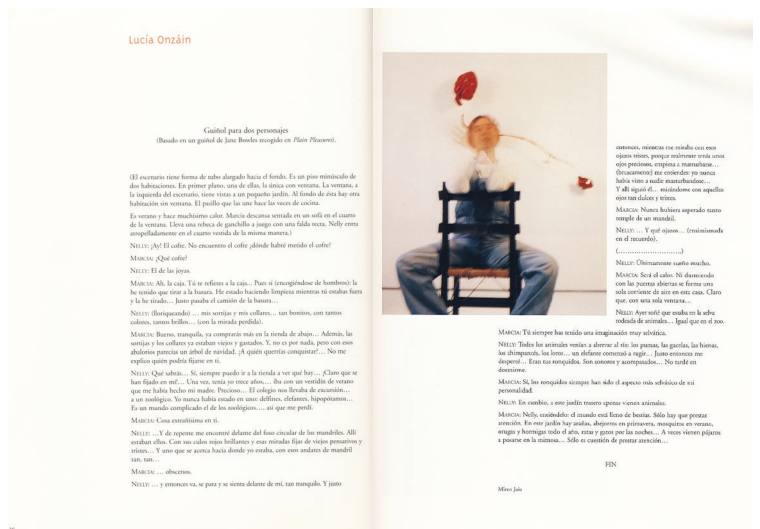 Lucía Onzáin
Guiñol para dos personajes
(Basado en un guiñol de Jane Bowles recogido en Plain Pleasures).
(El escenario tiene forma de tubo alargado hacia el fondo. Es un piso minúsculo de
dos habitaciones. En primer plano, una de ellas, la única con ventana. La ventana, a
la izquierda del escenario, tiene vistas a un pequeño jardín. Al fondo de ésta hay otra
habitación sin ventana. El pasillo que las une hace las veces de cocina.
Es verano y hace muchísimo calor. Marcia descansa sentada en un sofá en el cuarto
de la ventana. Lleva una rebeca de ganchillo a juego con una falda recta. Nelly entra
atropelladamente en el cuarto vestida de la misma manera.)
NELLY: ¡Ay! El cofre. No encuentro el cofre ¿dónde habré metido el cofre?
MARCIA: ¿Qué cofre?
NELLY: El de las joyas.
MARCIA: Ah, la caja. Tú te refieres a la caja... Pues sí (encogiéndose de hombros): la
he tenido que tirar a la basura. He estado haciendo limpieza mientras tú estabas fuera
y la he tirado… Justo pasaba el camión de la basura…
NELLY: (lloriqueando) … mis sortijas y mis collares… tan bonitos, con tantos
colores, tantos brillos… (con la mirada perdida).
MARCIA: Bueno, tranquila, ya comprarás más en la tienda de abajo… Además, las
sortijas y los collares ya estaban viejos y gastados. Y, no es por nada, pero con esos
abalorios parecías un árbol de navidad. ¿A quién querrías conquistar?… No me
explico quién podría fijarse en ti.
NELLY: Qué sabrás… Sí, siempre puedo ir a la tienda a ver qué hay… ¡Claro que se
han fijado en mí!… Una vez, tenía yo trece años,… iba con un vestidín de verano
que me había hecho mi madre. Precioso… El colegio nos llevaba de excursión…
a un zoológico. Yo nunca había estado en uno: delfines, elefantes, hipopótamos…
Es un mundo complicado el de los zoológicos…, así que me perdí.
MARCIA: Cosa extrañísima en ti.
NELLY: …Y de repente me encontré delante del foso circular de los mandriles. Allí
estaban ellos. Con sus culos rojos brillantes y esas miradas fijas de viejos pensativos y
tristes… Y uno que se acerca hacia donde yo estaba, con esos andares de mandril
tan, tan…
MARCIA: … obscenos.
NELLY: … y entonces va, se para y se sienta delante de mí, tan tranquilo. Y justo
entonces, mientras me miraba con esos
ojazos tristes, porque realmente tenía unos
ojos preciosos, empieza a masturbarse…
(bruscamente) me entiendes: yo nunca
había visto a nadie masturbándose…
Y allí siguió él… mirándome con aquellos
ojos tan dulces y tristes.
MARCIA: Nunca hubiera esperado tanto
temple de un mandril.
NELLY: … Y qué ojazos… (ensimismada
en el recuerdo).
(………………………)
NELLY: Últimamente sueño mucho.
MARCIA: Será el calor. Ni durmiendo
con las puertas abiertas se forma una
sola corriente de aire en esta casa. Claro
que, con una sola ventana…
NELLY: Ayer soñé que estaba en la selva
rodeada de animales… Igual que en el zoo.
MARCIA: Tú siempre has tenido una imaginación muy selvática.
NELLY: Todos los animales venían a abrevar al río: los pumas, las gacelas, las hienas,
los chimpancés, los loros… un elefante comenzó a rugir… Justo entonces me
desperté… Eran tus ronquidos. Son sonoros y acompasados… No tardé en
dormirme.
MARCIA: Sí, los ronquidos siempre han sido el aspecto más selvático de mi
personalidad.
NELLY: En cambio, a este jardín trasero apenas vienen animales.
MARCIA: Nelly, entiéndelo: el mundo está lleno de bestias. Sólo hay que prestar
atención. En este jardín hay arañas, abejorros en primavera, mosquitos en verano,
orugas y hormigas todo el año, ratas y gatos por las noches… A veces vienen pájaros
a posarse en la mimosa… Sólo es cuestión de prestar atención…
FIN
Miren Jaio